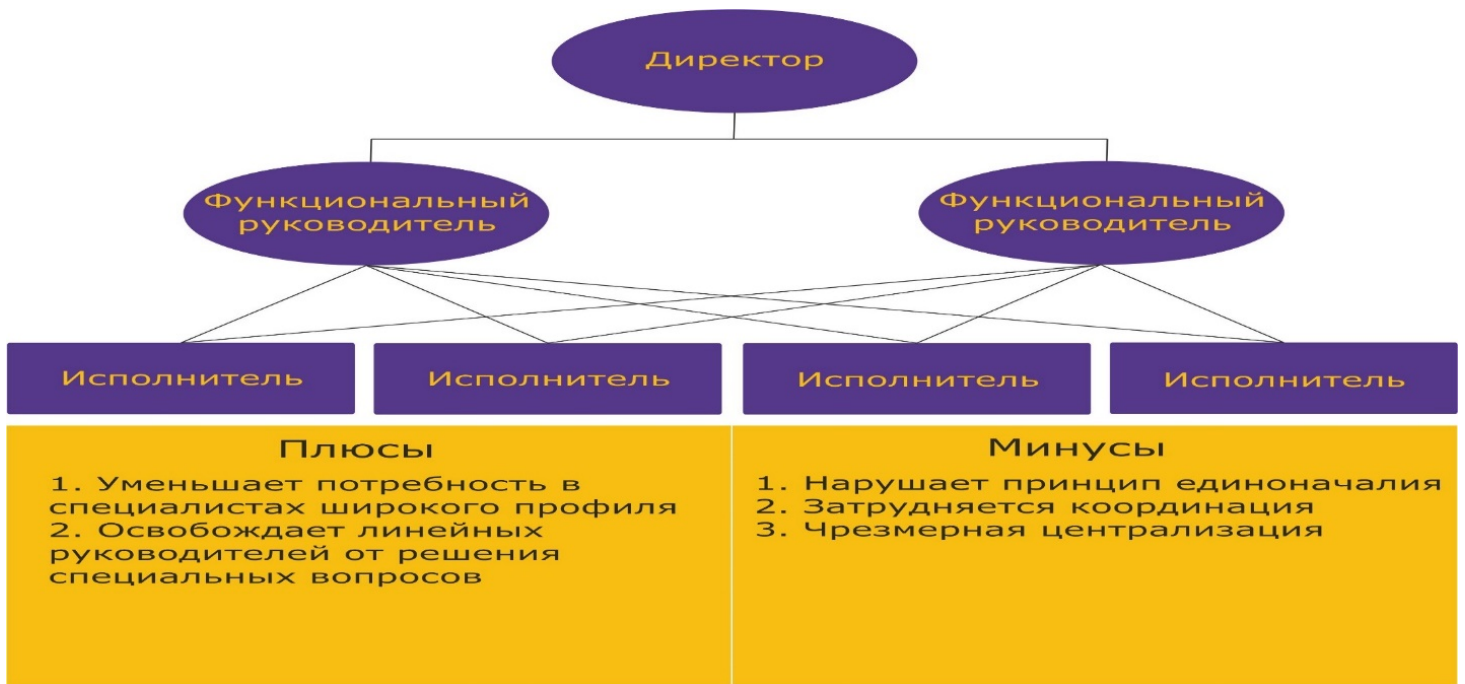 Директор
Функциональный
руководитель
Функциональный
руководитель
Исполнитель
Исполнитель
Исполнитель
Исполнитель
Плюсы
1. Уменьшает потребность в
специалистах широкого профиля
2. Освобождает линейных
руководителей от решения
специальных вопросов
Минусы
1. Нарушает принцип единоначалия
2. Затрудняется координация
3. Чрезмерная централизация